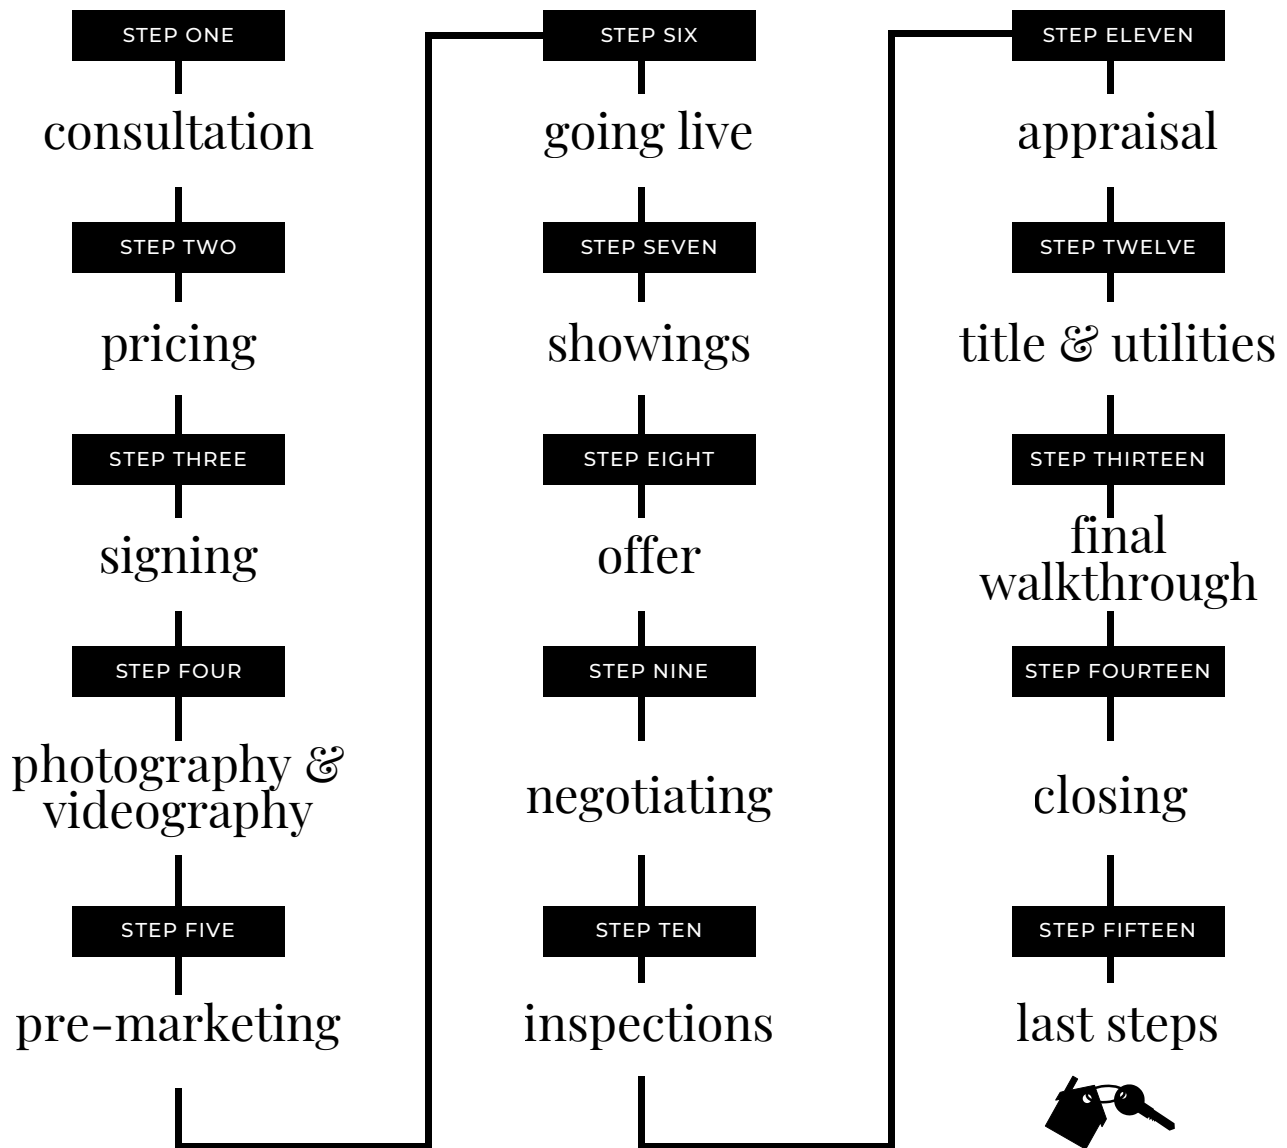 STEP ONE
consultation
STEP TWO
pricing
STEP THREE
signing
STEP FOUR
photography &
videography
STEP FIVE
pre-marketing
STEP SIX
going live
STEP SEVEN
showings
STEP EIGHT
offer
STEP NINE
negotiating
STEP TEN
inspections
STEP ELEVEN
appraisal
STEP TWELVE
title & utilities
STEP THIRTEEN
final
walkthrough
STEP FOURTEEN
closing
STEP FIFTEEN
last steps